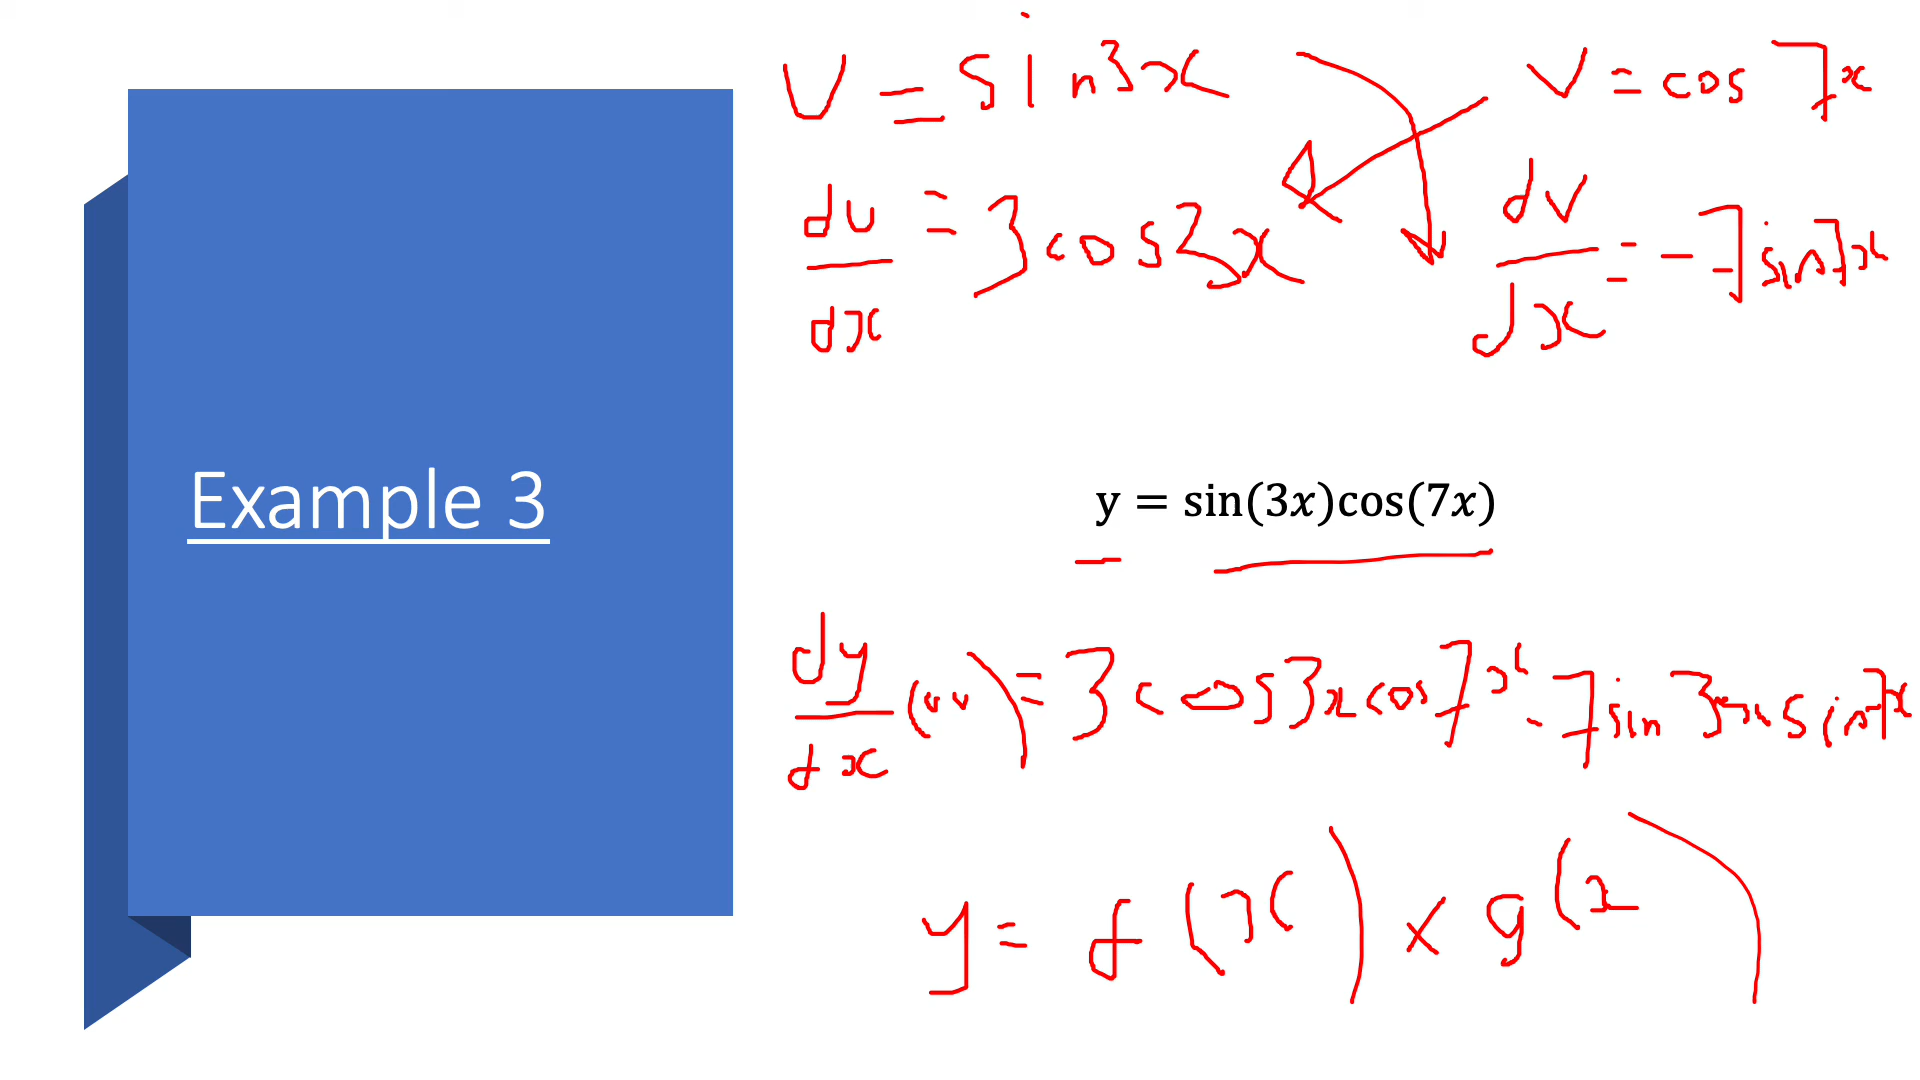 U = sin3x V = cos 7x
du/dx = 3cos3x dv/dx = -7sin7x
Example 3
y = sin(3x)cos(7x)
dy/dx (uv) = 3cos3xcos7x - 7sin3xsin7x
y = f(x) × g(x)